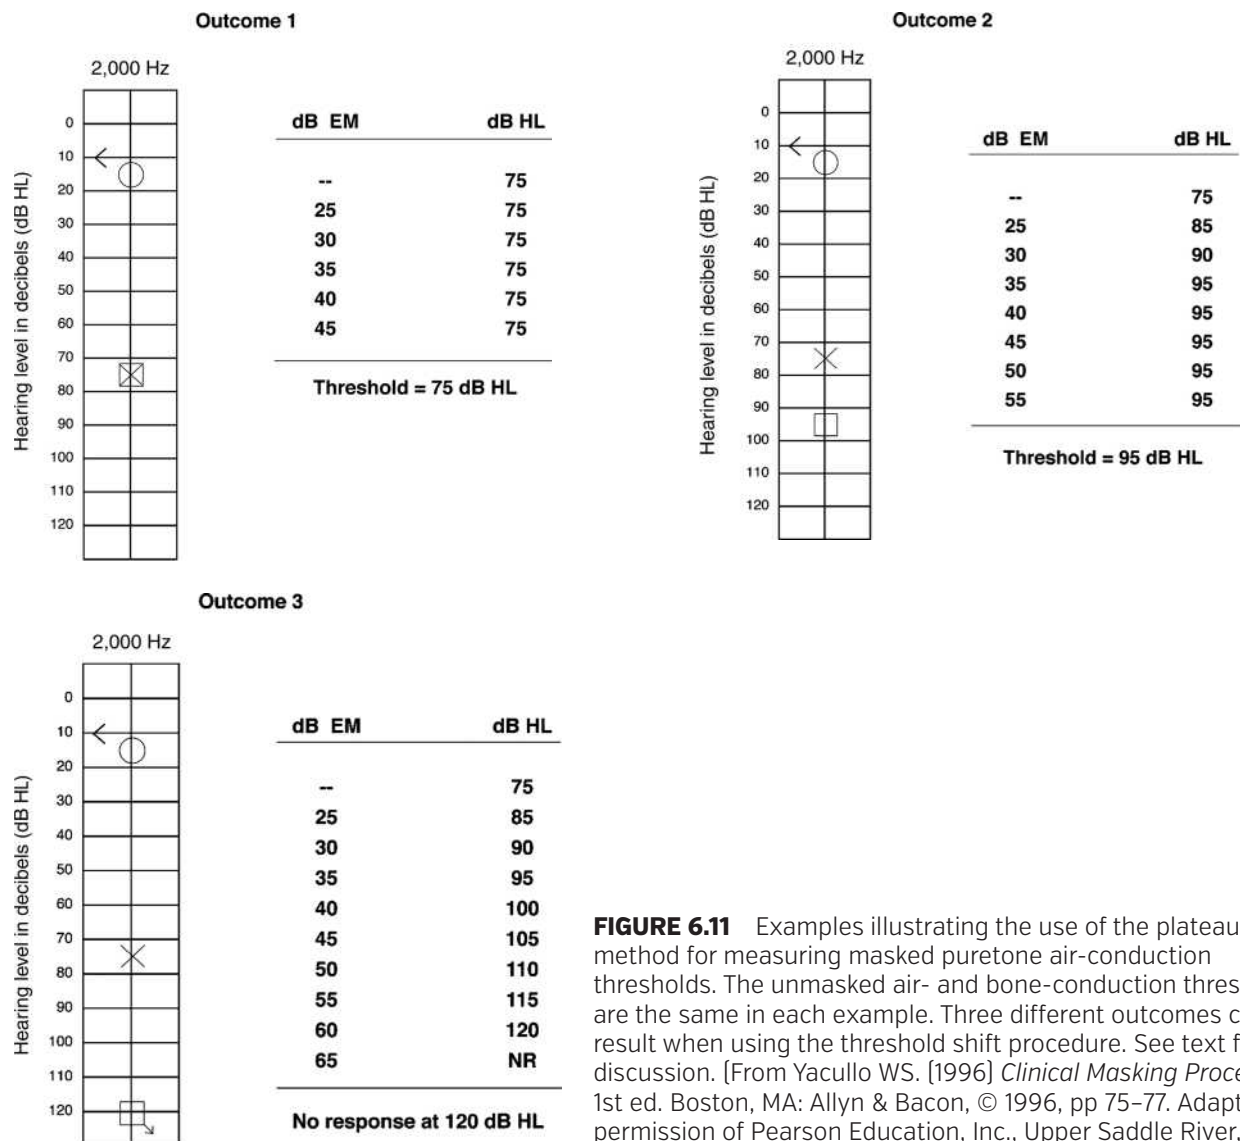 Outcome 1
2,000 Hz
Hearing level in decibels (dB HL)
0
10
20
30
40
50
60
70
80
90
100
110
120
dB EM dB HL
-- 75
25 75
30 75
35 75
40 75
45 75
Threshold = 75 dB HL
Outcome 2
2,000 Hz
Hearing level in decibels (dB HL)
0
10
20
30
40
50
60
70
80
90
100
110
120
dB EM dB HL
-- 75
25 85
30 90
35 95
40 95
45 95
50 95
55 95
Threshold = 95 dB HL
Outcome 3
2,000 Hz
Hearing level in decibels (dB HL)
0
10
20
30
40
50
60
70
80
90
100
110
120
dB EM dB HL
-- 75
25 85
30 90
35 95
40 100
45 105
50 110
55 115
60 120
65 NR
No response at 120 dB HL
FIGURE 6.11 Examples illustrating the use of the plateau
method for measuring masked puretone air-conduction
thresholds. The unmasked air- and bone-conduction thres
are the same in each example. Three different outcomes c
result when using the threshold shift procedure. See text f
discussion. (From Yacullo WS. (1996) Clinical Masking Proce
1st ed. Boston, MA: Allyn & Bacon, © 1996, pp 75–77. Adapt
permission of Pearson Education, Inc., Upper Saddle River,